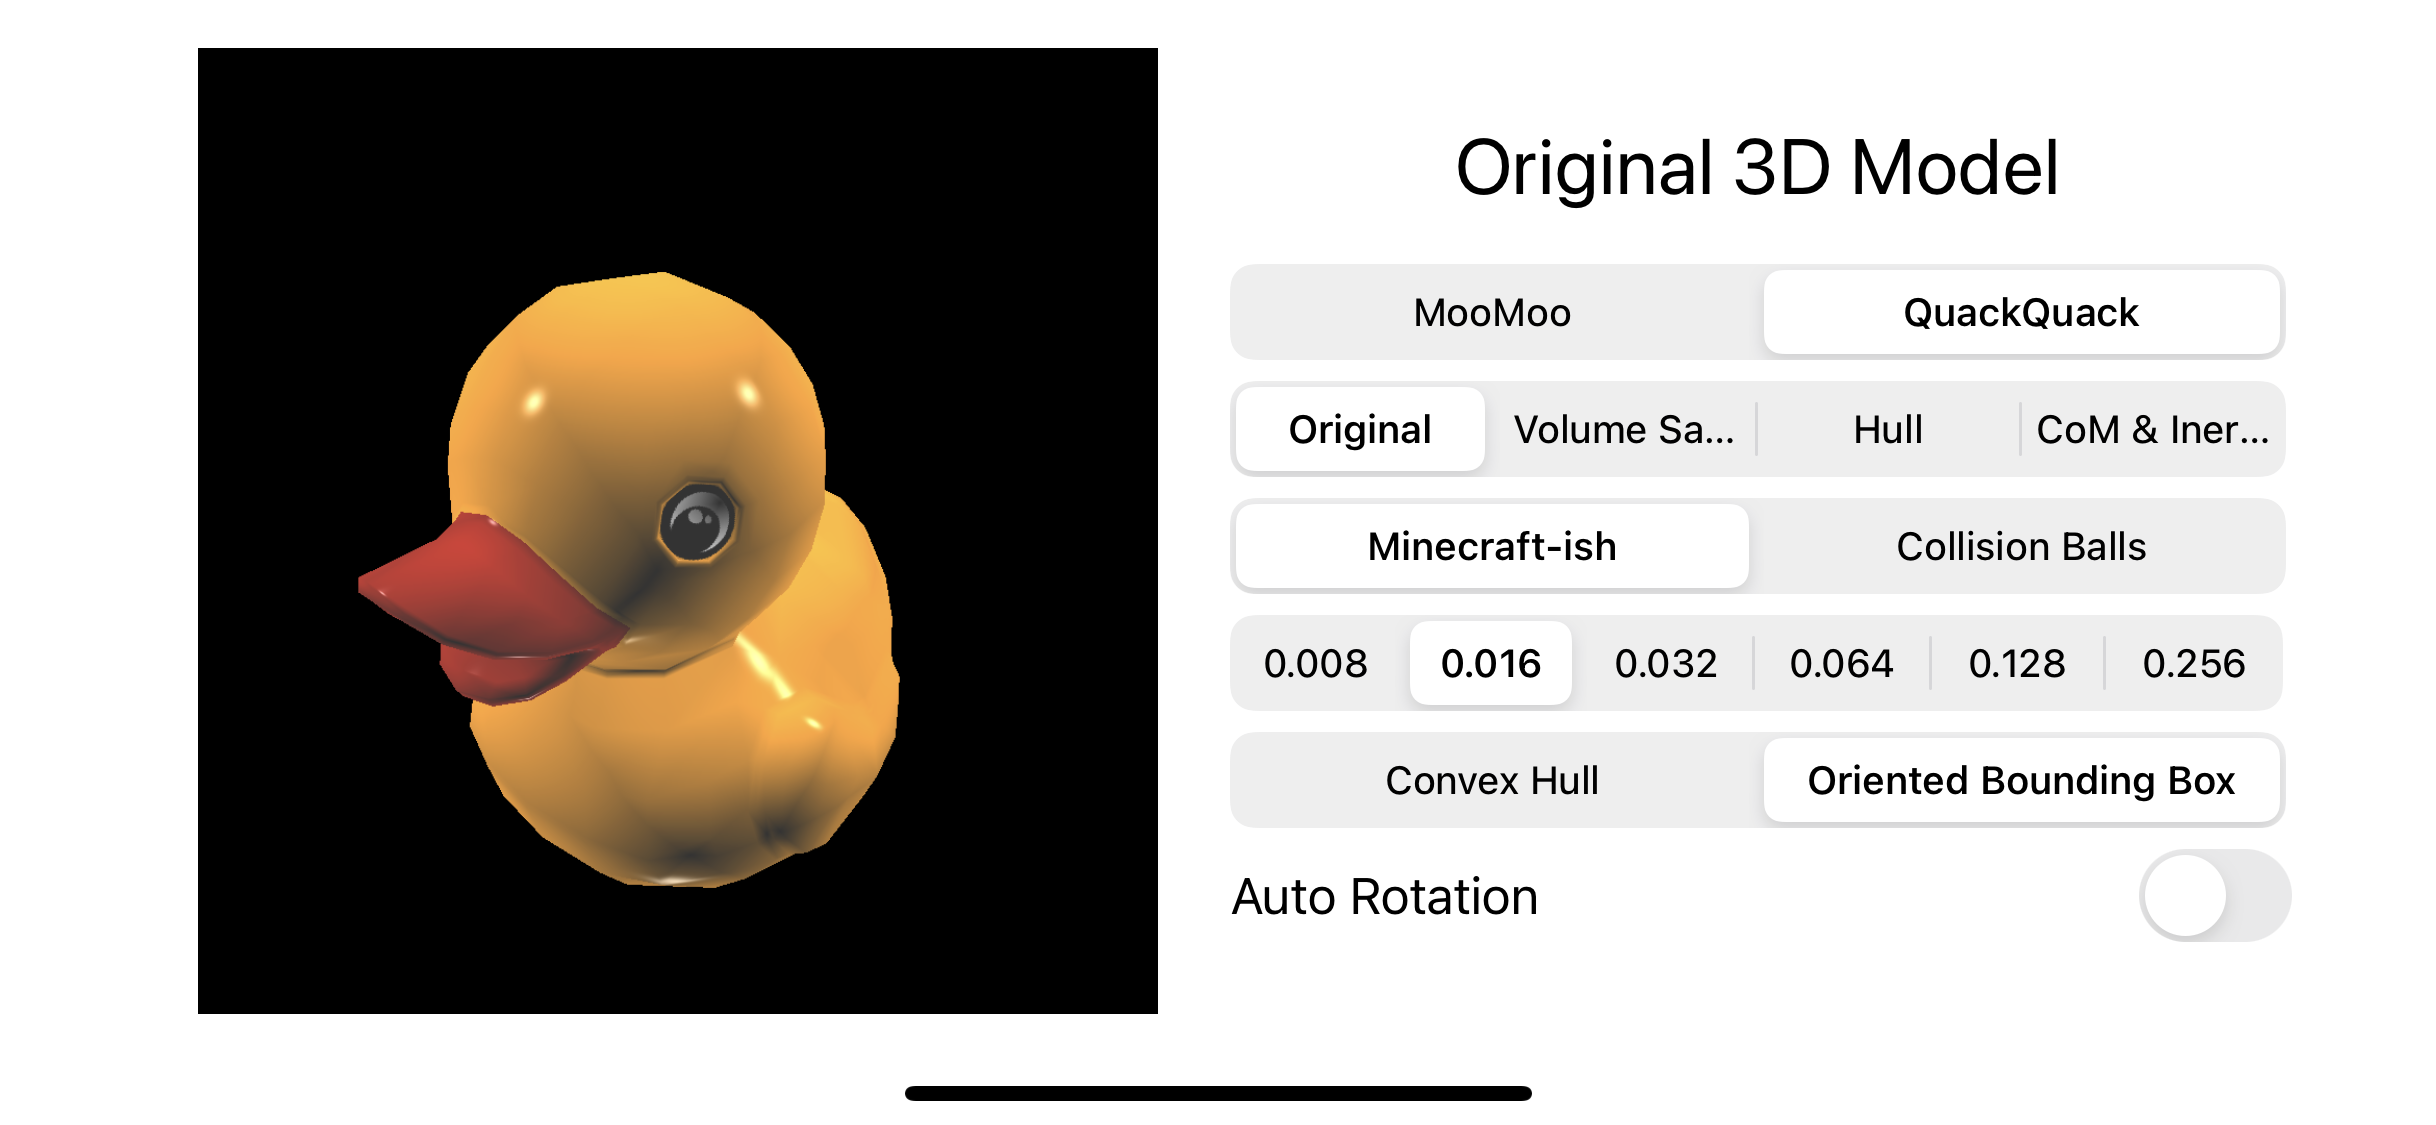 Original 3D Model
MooMoo QuackQuack
Original Volume Sa... Hull CoM & Iner...
Minecraft-ish Collision Balls
0.008 0.016 0.032 0.064 0.128 0.256
Convex Hull Oriented Bounding Box
Auto Rotation